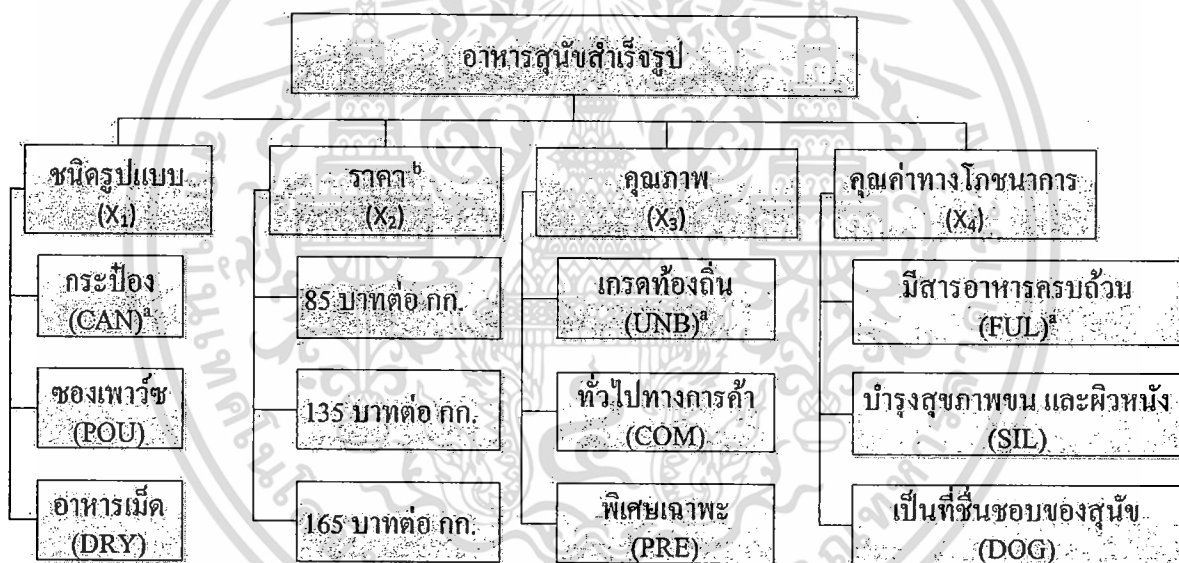 อาหารสุนัขสำเร็จรูป
ชนิดรูปแบบ
(X₁)
กระป๋อง
(CAN)ᵃ
ซองเพาว์ซ
(POU)
อาหารเม็ด
(DRY)
ราคา ᵇ
(X₂)
85 บาทต่อ กก.
135 บาทต่อ กก.
165 บาทต่อ กก.
คุณภาพ
(X₃)
เกรดท้องถิ่น
(UNB)ᵃ
ทั่วไปทางการค้า
(COM)
พิเศษเฉพาะ
(PRE)
คุณค่าทางโภชนาการ
(X₄)
มีสารอาหารครบถ้วน
(FUL)ᵃ
บำรุงสุขภาพขน และผิวหนัง
(SIL)
เป็นที่ชื่นชอบของสุนัข
(DOG)